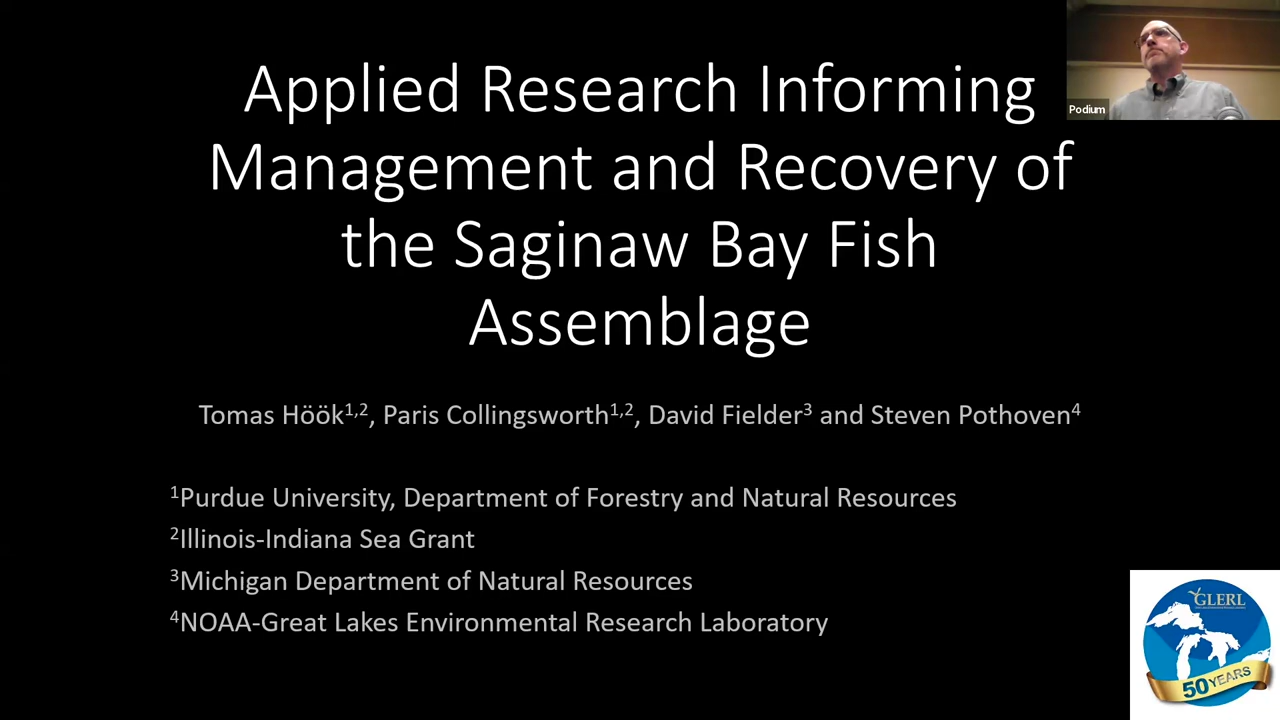 Applied Research Informing
Management and Recovery of
the Saginaw Bay Fish
Assemblage
Podium
Tomas Höök1,2, Paris Collingsworth1,2, David Fielder3 and Steven Pothoven4
1Purdue University, Department of Forestry and Natural Resources
2Illinois-Indiana Sea Grant
3Michigan Department of Natural Resources
4NOAA-Great Lakes Environmental Research Laboratory
GLERL
50 YEARS